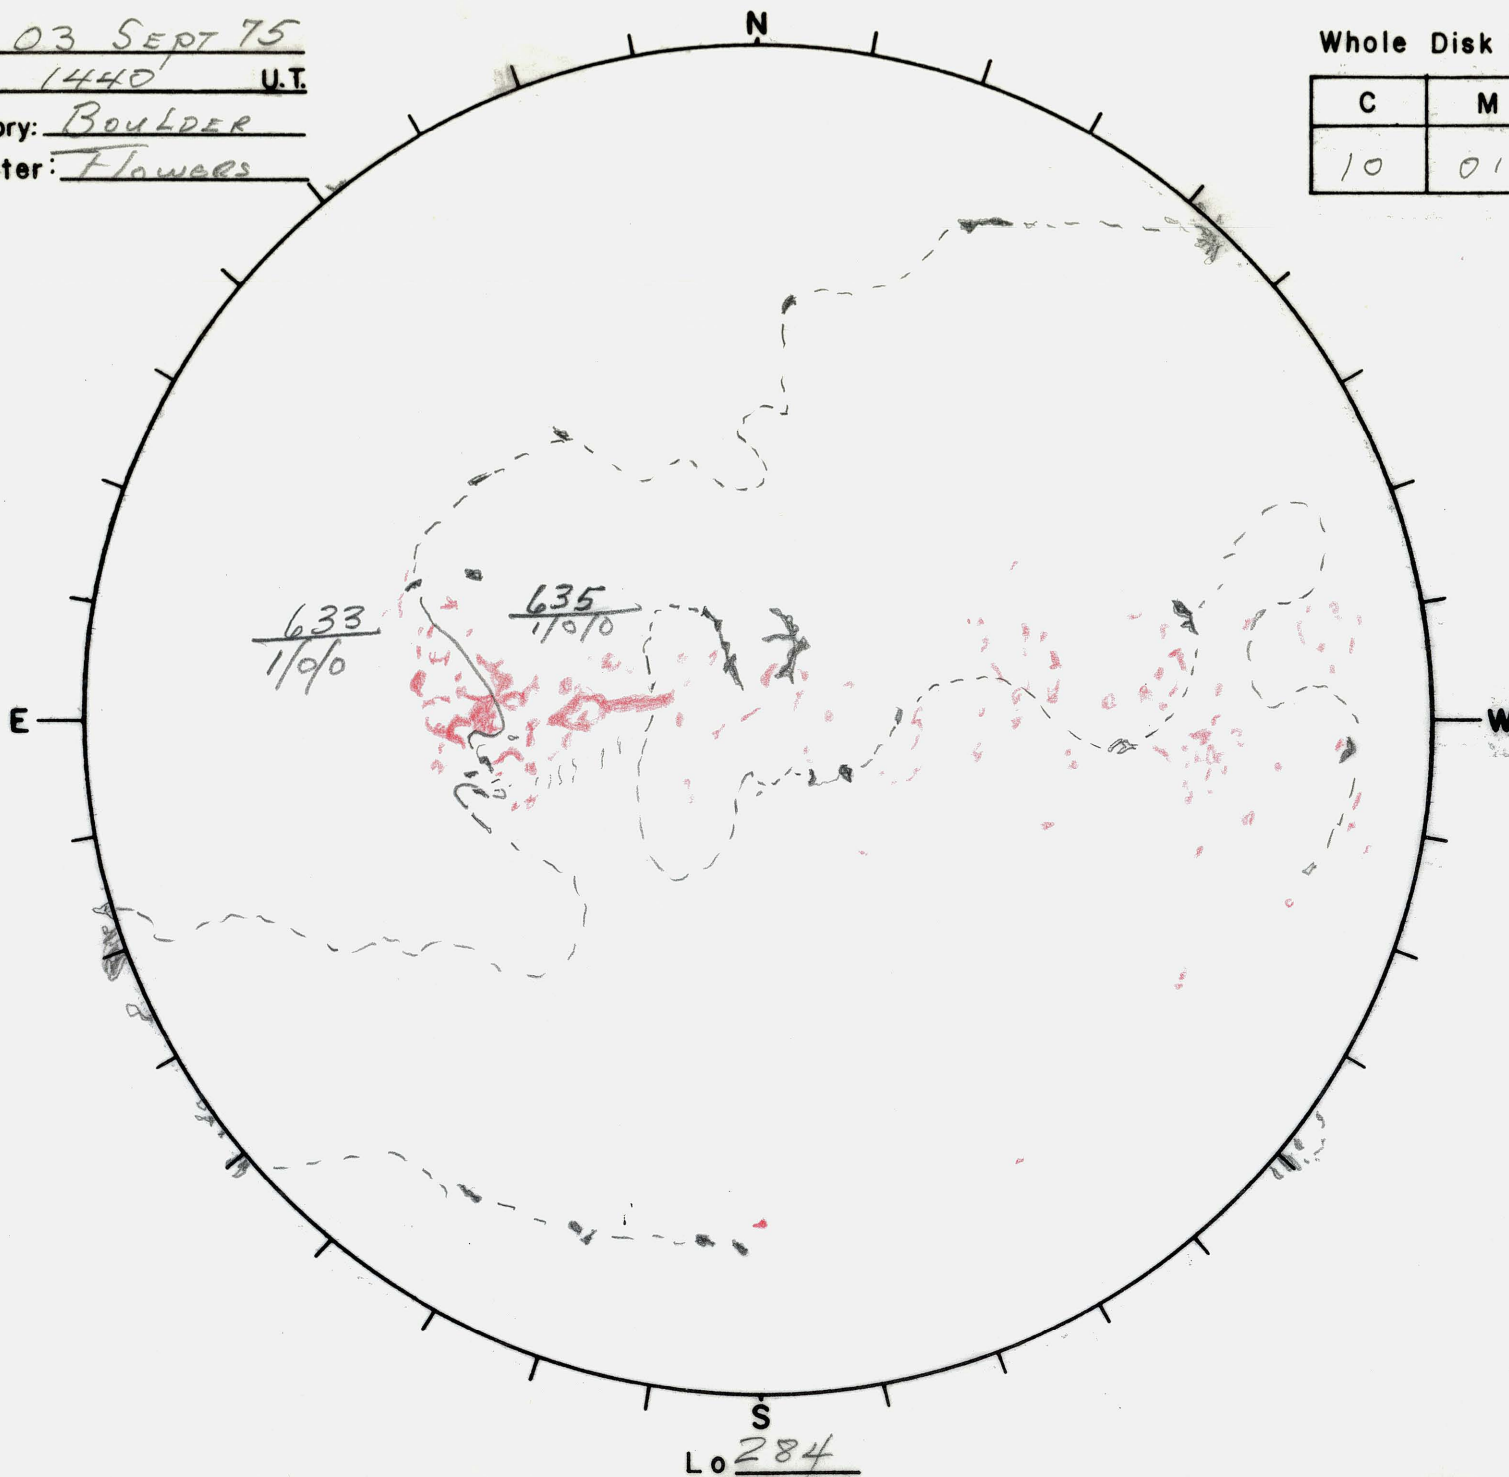 03 SEPT 75
1440 U.T.
ory: BOULDER
ter: Flowers
N
Whole Disk
C M
10 01
633
1/0/0
635
1/0/0
E
W
S
Lo 284